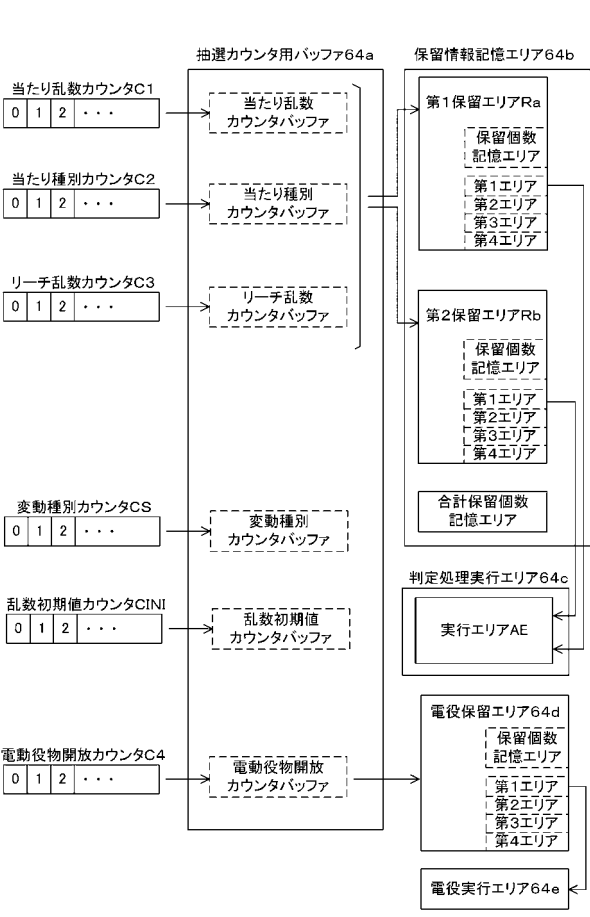 抽選カウンタ用バッファ64a
保留情報記憶エリア64b
当たり乱数カウンタC1
0 1 2 ・・・
当たり乱数
カウンタバッファ
第1保留エリアRa
保留個数
記憶エリア
第1エリア
第2エリア
第3エリア
第4エリア
当たり種別カウンタC2
0 1 2 ・・・
当たり種別
カウンタバッファ
リーチ乱数カウンタC3
0 1 2 ・・・
リーチ乱数
カウンタバッファ
第2保留エリアRb
保留個数
記憶エリア
第1エリア
第2エリア
第3エリア
第4エリア
合計保留個数
記憶エリア
変動種別カウンタCS
0 1 2 ・・・
変動種別
カウンタバッファ
判定処理実行エリア64c
実行エリアAE
乱数初期値カウンタCINI
0 1 2 ・・・
乱数初期値
カウンタバッファ
電役保留エリア64d
保留個数
記憶エリア
第1エリア
第2エリア
第3エリア
第4エリア
電動役物開放カウンタC4
0 1 2 ・・・
電動役物開放
カウンタバッファ
電役実行エリア64e